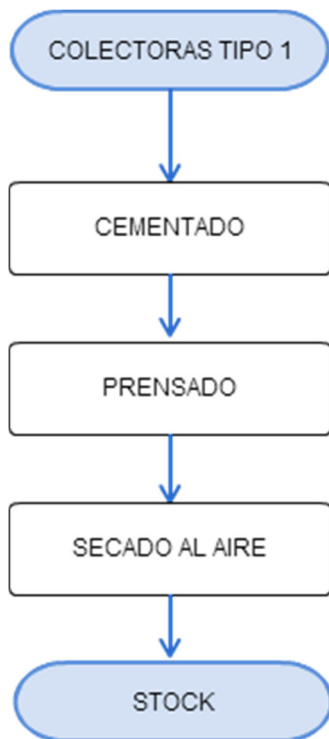 COLECTORAS TIPO 1
CEMENTADO
PRENSADO
SECADO AL AIRE
STOCK